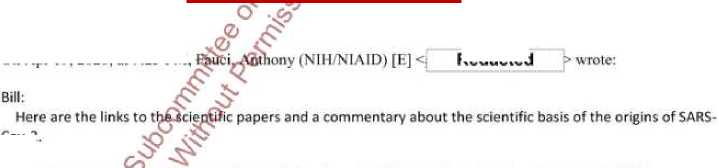 Fauci, Anthony (NIH/NIAID) [E] < Redacted > wrote:
Bill:
Here are the links to the scientific papers and a commentary about the scientific basis of the origins of SARS-
Subcommittee o
Without Permiss